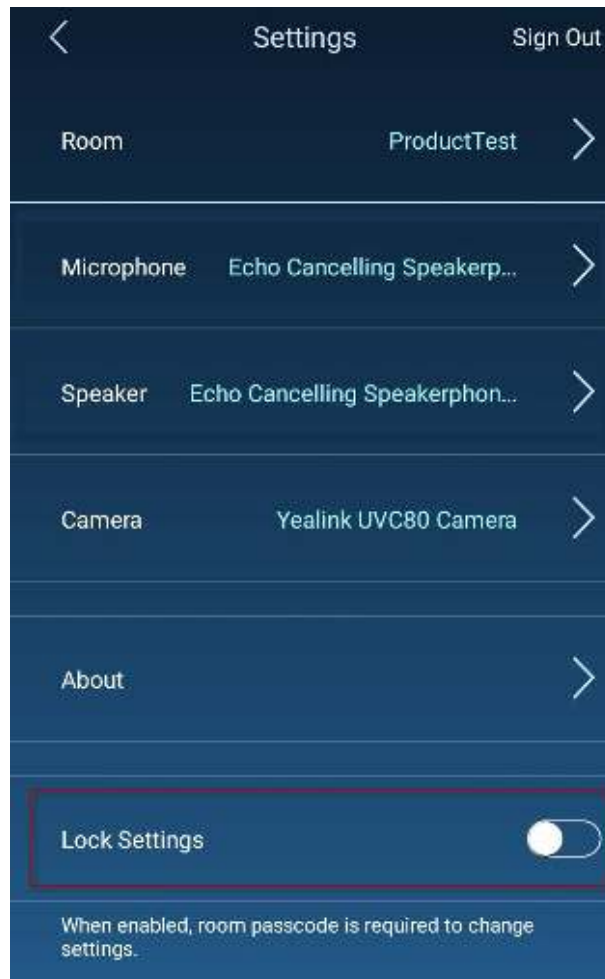 Settings Sign Out
Room ProductTest
Microphone Echo Cancelling Speakerp...
Speaker Echo Cancelling Speakerphon...
Camera Yealink UVC80 Camera
About
Lock Settings
When enabled, room passcode is required to change
settings.